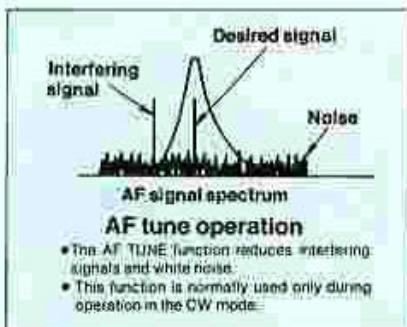 Desired signal
Interfering
signal
Noise
AF signal spectrum
AF tune operation
• The AF TUNE function reduces interfering
signals and white noise.
• This function is normally used only during
operation in the CW mode.